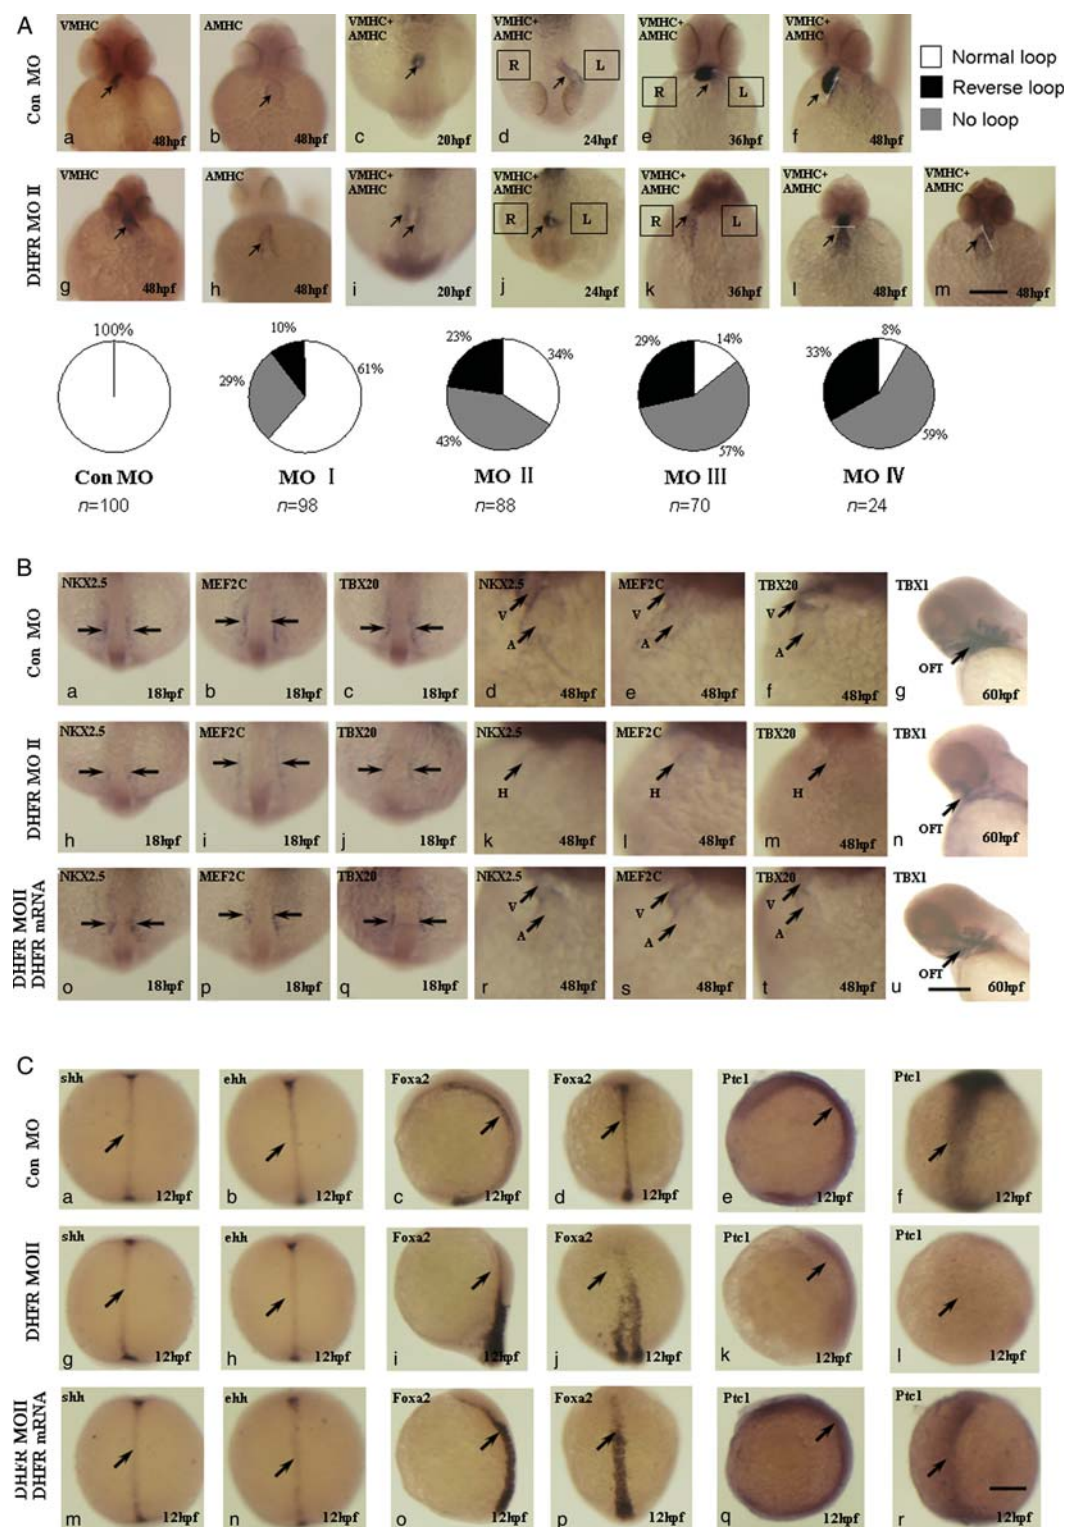 A
Con MO
VMHC
a
48hpf
AMHC
b
48hpf
VMHC+
AMHC
c
20hpf
VMHC+
AMHC
R
L
d
24hpf
VMHC+
AMHC
R
L
e
36hpf
VMHC+
AMHC
f
48hpf
Normal loop
Reverse loop
No loop
DHFR MO II
VMHC
g
48hpf
AMHC
h
48hpf
VMHC+
AMHC
i
20hpf
VMHC+
AMHC
R
L
j
24hpf
VMHC+
AMHC
R
L
k
36hpf
VMHC+
AMHC
l
48hpf
VMHC+
AMHC
m
48hpf
100%
Con MO
n=100
10%
29%
61%
MO I
n=98
23%
34%
43%
MO II
n=88
29%
14%
57%
MO III
n=70
8%
33%
59%
MO IV
n=24
B
Con MO
NKX2.5
a
18hpf
MEF2C
b
18hpf
TBX20
c
18hpf
NKX2.5
V
A
d
48hpf
MEF2C
V
A
e
48hpf
TBX20
V
A
f
48hpf
TBX1
OFT
g
60hpf
DHFR MO II
NKX2.5
h
18hpf
MEF2C
i
18hpf
TBX20
j
18hpf
NKX2.5
H
k
48hpf
MEF2C
H
l
48hpf
TBX20
H
m
48hpf
TBX1
OFT
n
60hpf
DHFR MOII
DHFR mRNA
NKX2.5
o
18hpf
MEF2C
p
18hpf
TBX20
q
18hpf
NKX2.5
V
A
r
48hpf
MEF2C
V
A
s
48hpf
TBX20
V
A
t
48hpf
TBX1
OFT
u
60hpf
C
Con MO
shh
a
12hpf
ehh
b
12hpf
Foxa2
c
12hpf
Foxa2
d
12hpf
Ptc1
e
12hpf
Ptc1
f
12hpf
DHFR MOII
shh
g
12hpf
ehh
h
12hpf
Foxa2
i
12hpf
Foxa2
j
12hpf
Ptc1
k
12hpf
Ptc1
l
12hpf
DHFR MOII
DHFR mRNA
shh
m
12hpf
ehh
n
12hpf
Foxa2
o
12hpf
Foxa2
p
12hpf
Ptc1
q
12hpf
Ptc1
r
12hpf